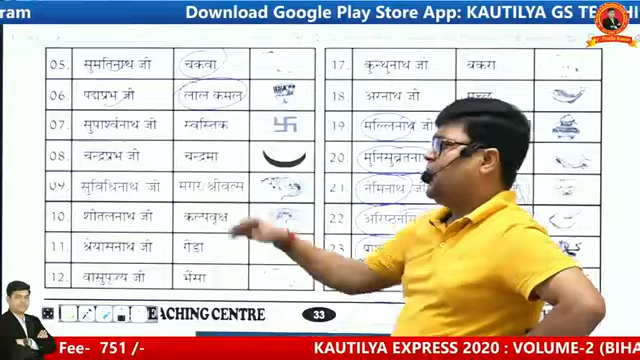 ram
Download Google Play Store App: KAUTILYA GS TE
05. सुमतिनाथ जी चकवा
06. पद्मप्रभ जी लाल कमल
07. सुपार्श्वनाथ जी स्वस्तिक
08. चन्द्रप्रभ जी चन्द्रमा
09. सुविधिनाथ जी मगर/श्रीवत्स
10. शीतलनाथ जी कल्पवृक्ष
11. श्रेयासनाथ जी गेंडा
12. वासुपूज्य जी भैंसा
17. कुन्थुनाथ जी बकरा
18. अरनाथ जी मच्छ
19. मल्लिनाथ
20. मुनिसुव्रतनाथ
21. नमिनाथ
22. अरिष्टनेमि
23.
EACHING CENTRE 33
Fee- 751 /-
KAUTILYA EXPRESS 2020 : VOLUME-2 (BIHA